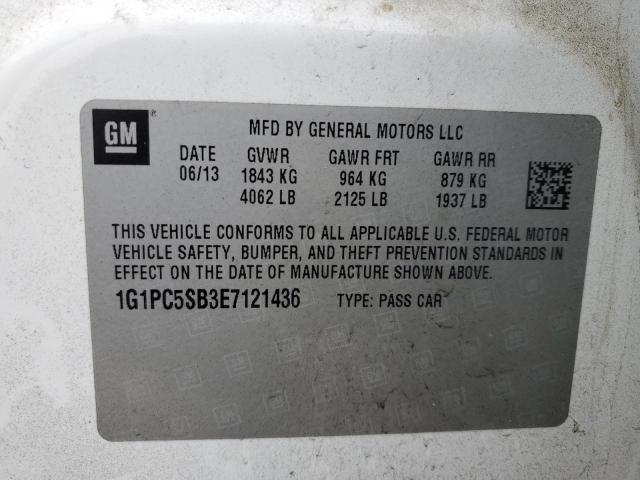 GM ®
MFD BY GENERAL MOTORS LLC
DATE GVWR GAWR FRT GAWR RR
06/13 1843 KG 964 KG 879 KG
4062 LB 2125 LB 1937 LB
THIS VEHICLE CONFORMS TO ALL APPLICABLE U.S. FEDERAL MOTOR
VEHICLE SAFETY, BUMPER, AND THEFT PREVENTION STANDARDS IN
EFFECT ON THE DATE OF MANUFACTURE SHOWN ABOVE.
1G1PC5SB3E7121436 TYPE: PASS CAR